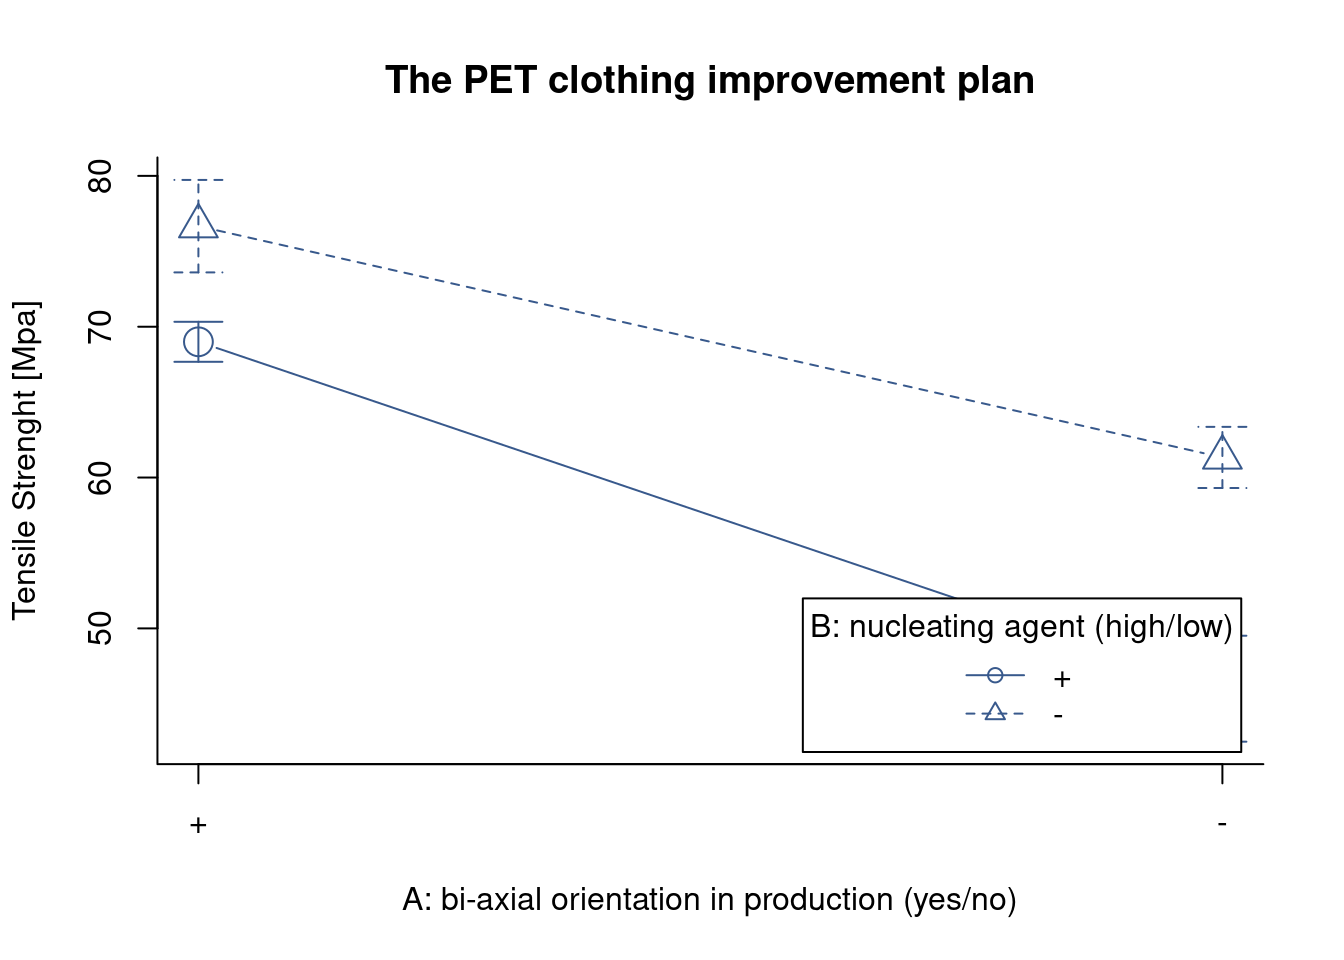 The PET clothing improvement plan
Tensile Strenght [Mpa]
80
70
60
50
B: nucleating agent (high/low)
+
-
+
-
A: bi-axial orientation in production (yes/no)